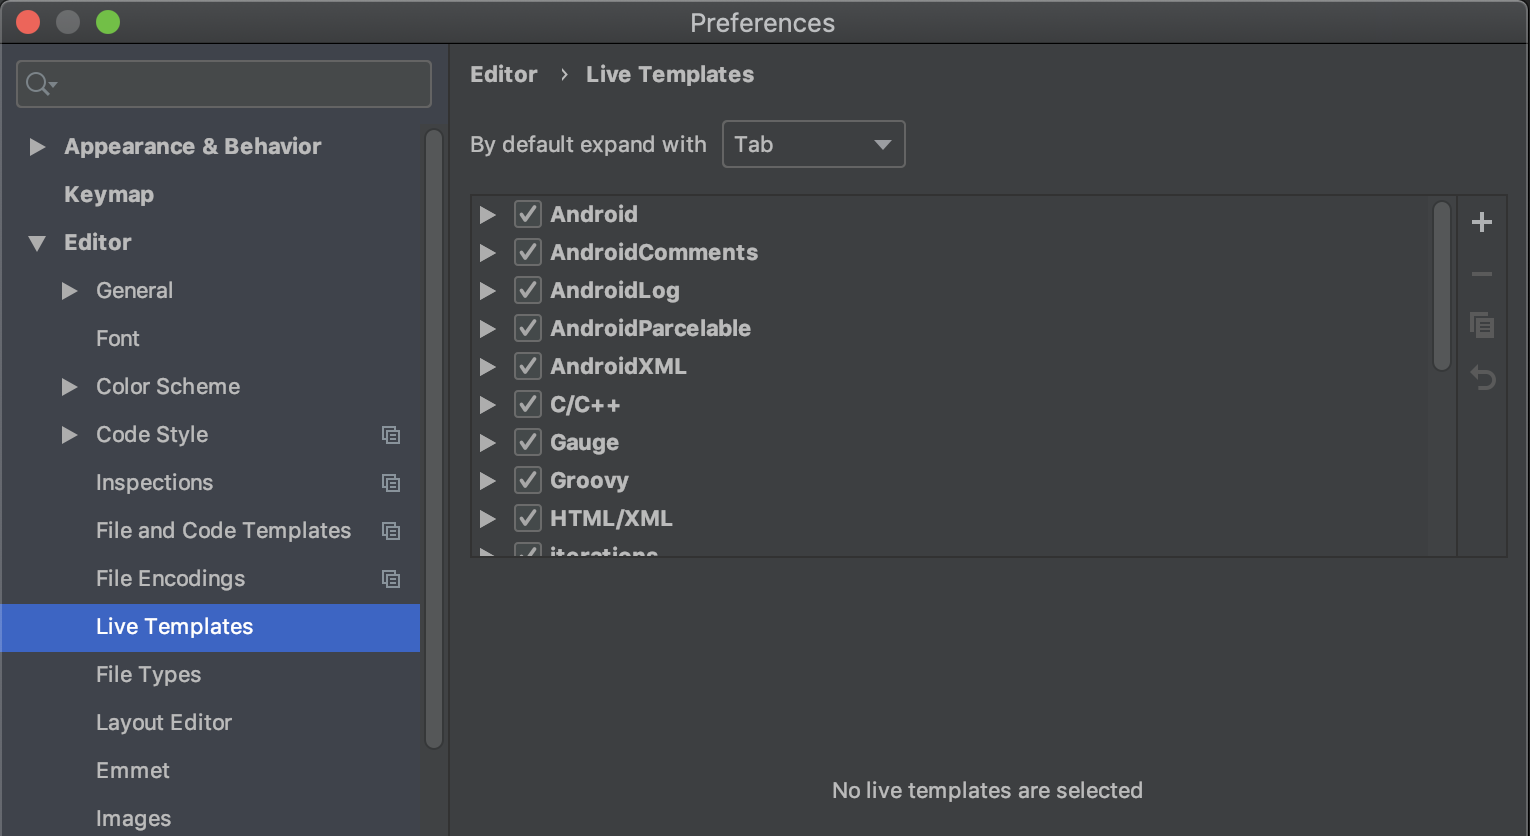 Preferences
Appearance & Behavior
Keymap
Editor
General
Font
Color Scheme
Code Style
Inspections
File and Code Templates
File Encodings
Live Templates
File Types
Layout Editor
Emmet
Images
Editor › Live Templates
By default expand with Tab
Android
AndroidComments
AndroidLog
AndroidParcelable
AndroidXML
C/C++
Gauge
Groovy
HTML/XML
iterations
No live templates are selected